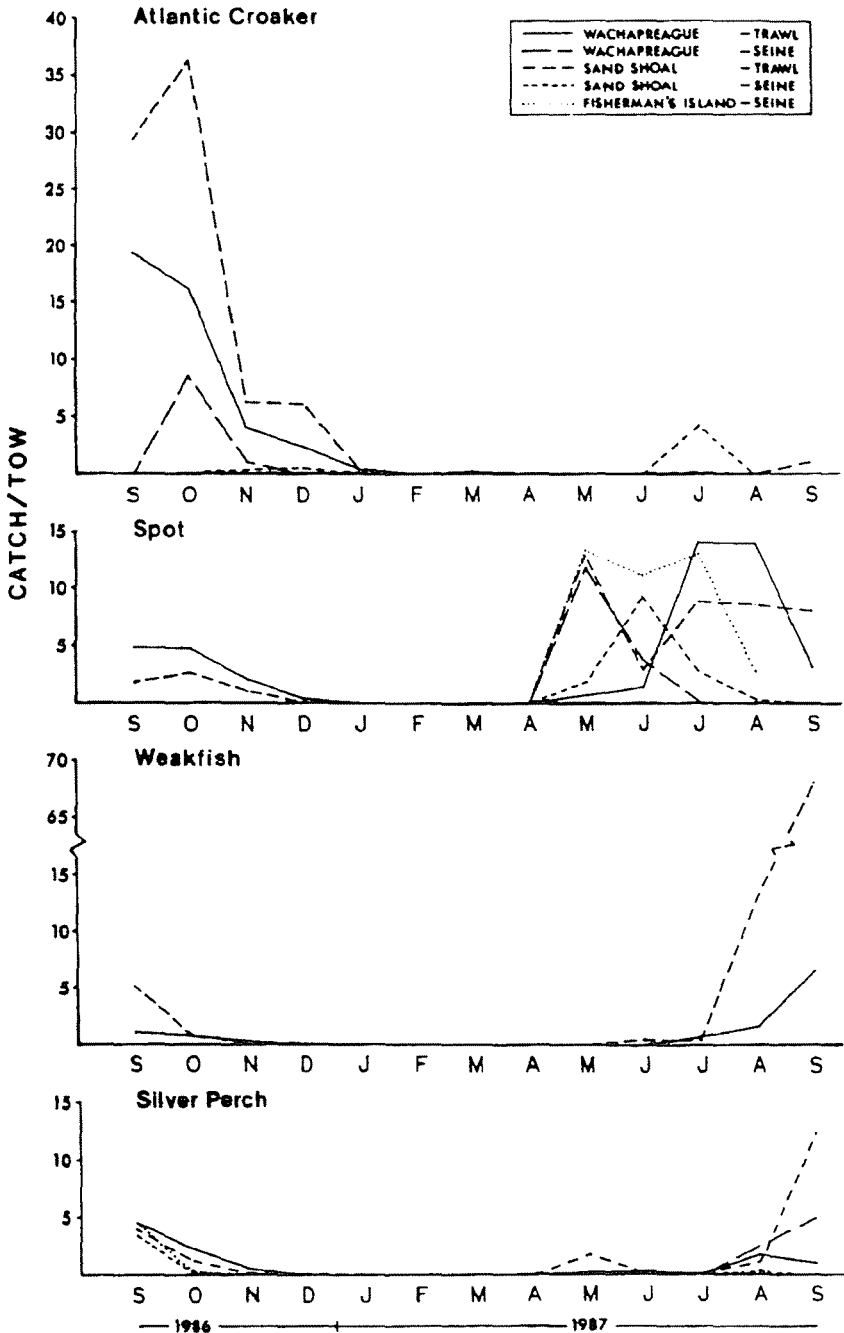 Atlantic Croaker
WACHAPREAGUE – TRAWL
WACHAPREAGUE – SEINE
SAND SHOAL – TRAWL
SAND SHOAL – SEINE
FISHERMAN'S ISLAND – SEINE
40
35
30
25
20
15
10
5
S O N D J F M A M J J A S
CATCH/TOW
Spot
15
10
5
S O N D J F M A M J J A S
Weakfish
70
65
15
10
5
S O N D J F M A M J J A S
Silver Perch
15
10
5
S O N D J F M A M J J A S
1986 1987